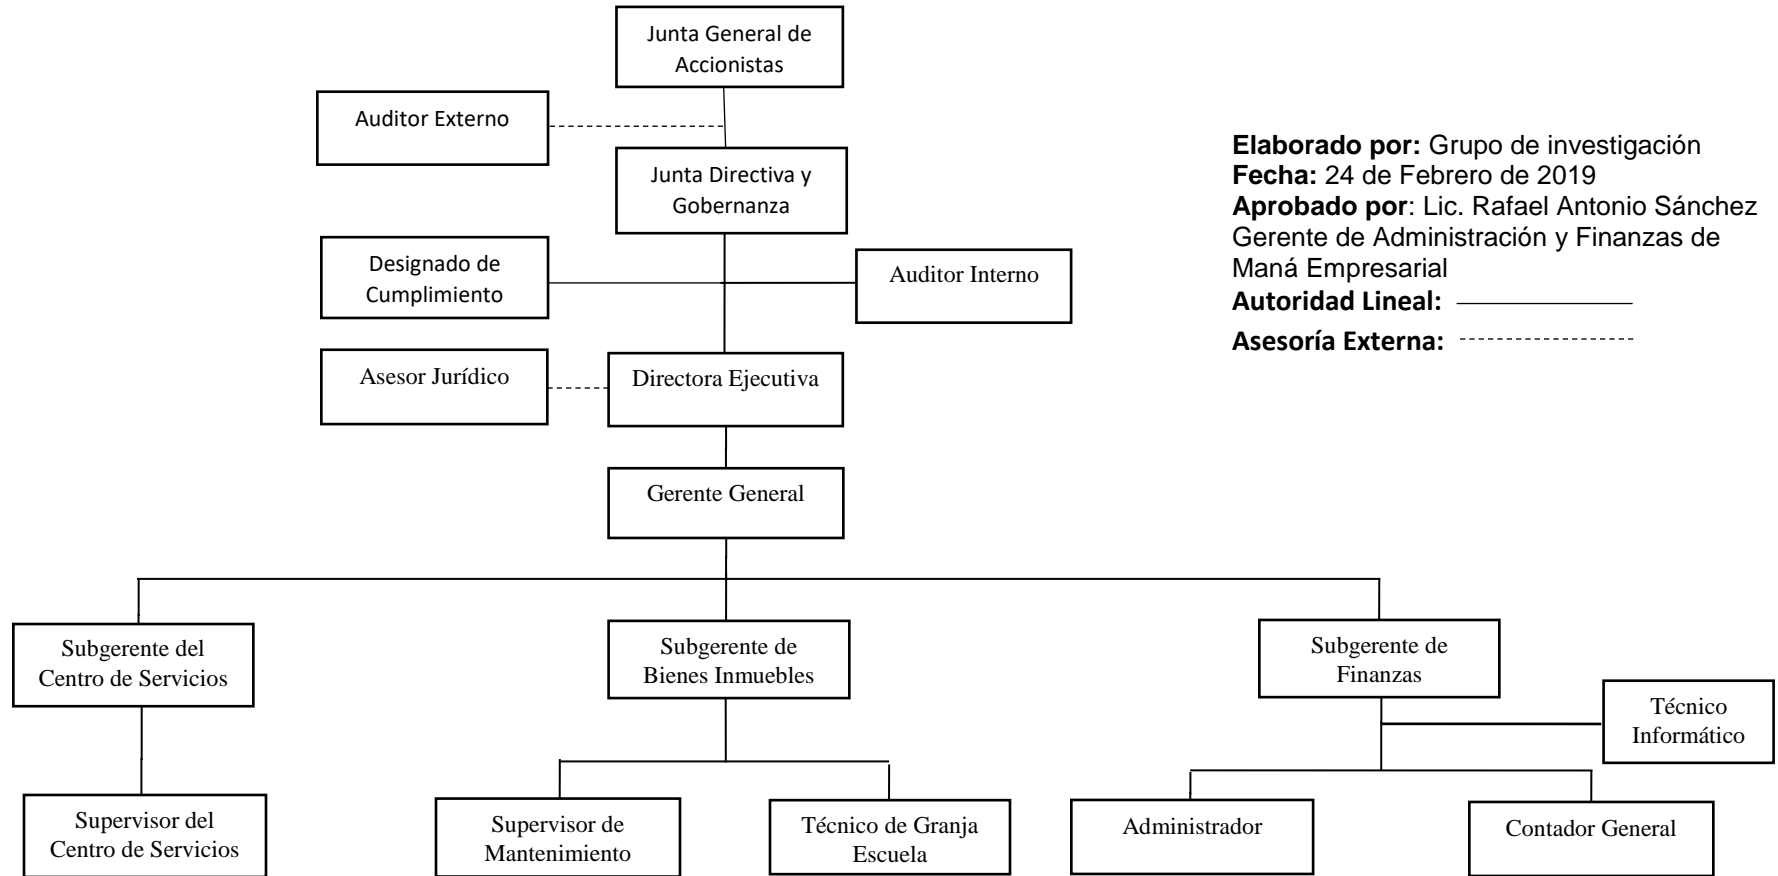 Junta General de
Accionistas
Auditor Externo
Junta Directiva y
Gobernanza
Designado de
Cumplimiento
Auditor Interno
Asesor Jurídico
Directora Ejecutiva
Gerente General
Elaborado por: Grupo de investigación
Fecha: 24 de Febrero de 2019
Aprobado por: Lic. Rafael Antonio Sánchez
Gerente de Administración y Finanzas de
Maná Empresarial
Autoridad Lineal:
Asesoría Externa:
Subgerente del
Centro de Servicios
Subgerente de
Bienes Inmuebles
Subgerente de
Finanzas
Técnico
Informático
Supervisor del
Centro de Servicios
Supervisor de
Mantenimiento
Técnico de Granja
Escuela
Administrador
Contador General